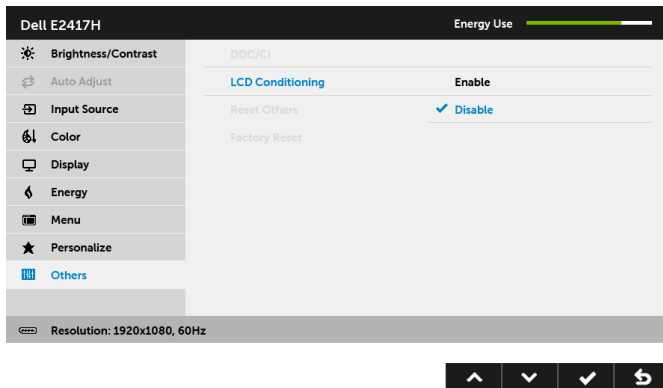 Dell E2417H
Energy Use
Brightness/Contrast
Auto Adjust
Input Source
Color
Display
Energy
Menu
Personalize
Others
DDC/CI
LCD Conditioning
Reset Others
Factory Reset
Enable
Disable
Resolution: 1920x1080, 60Hz